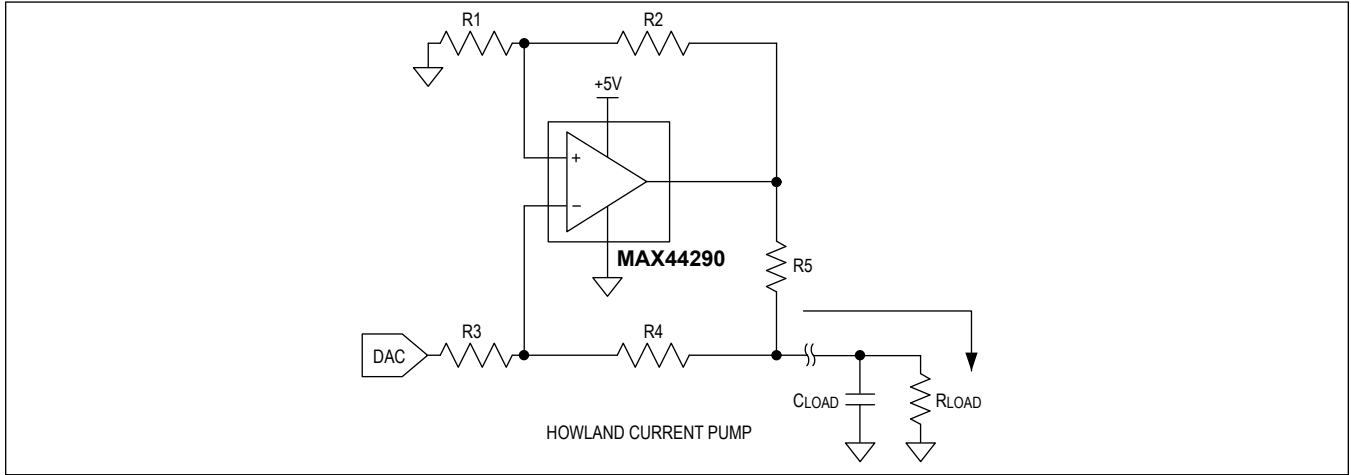 R1
R2
+5V
+
−
MAX44290
R5
DAC
R3
R4
CLOAD
RLOAD
HOWLAND CURRENT PUMP